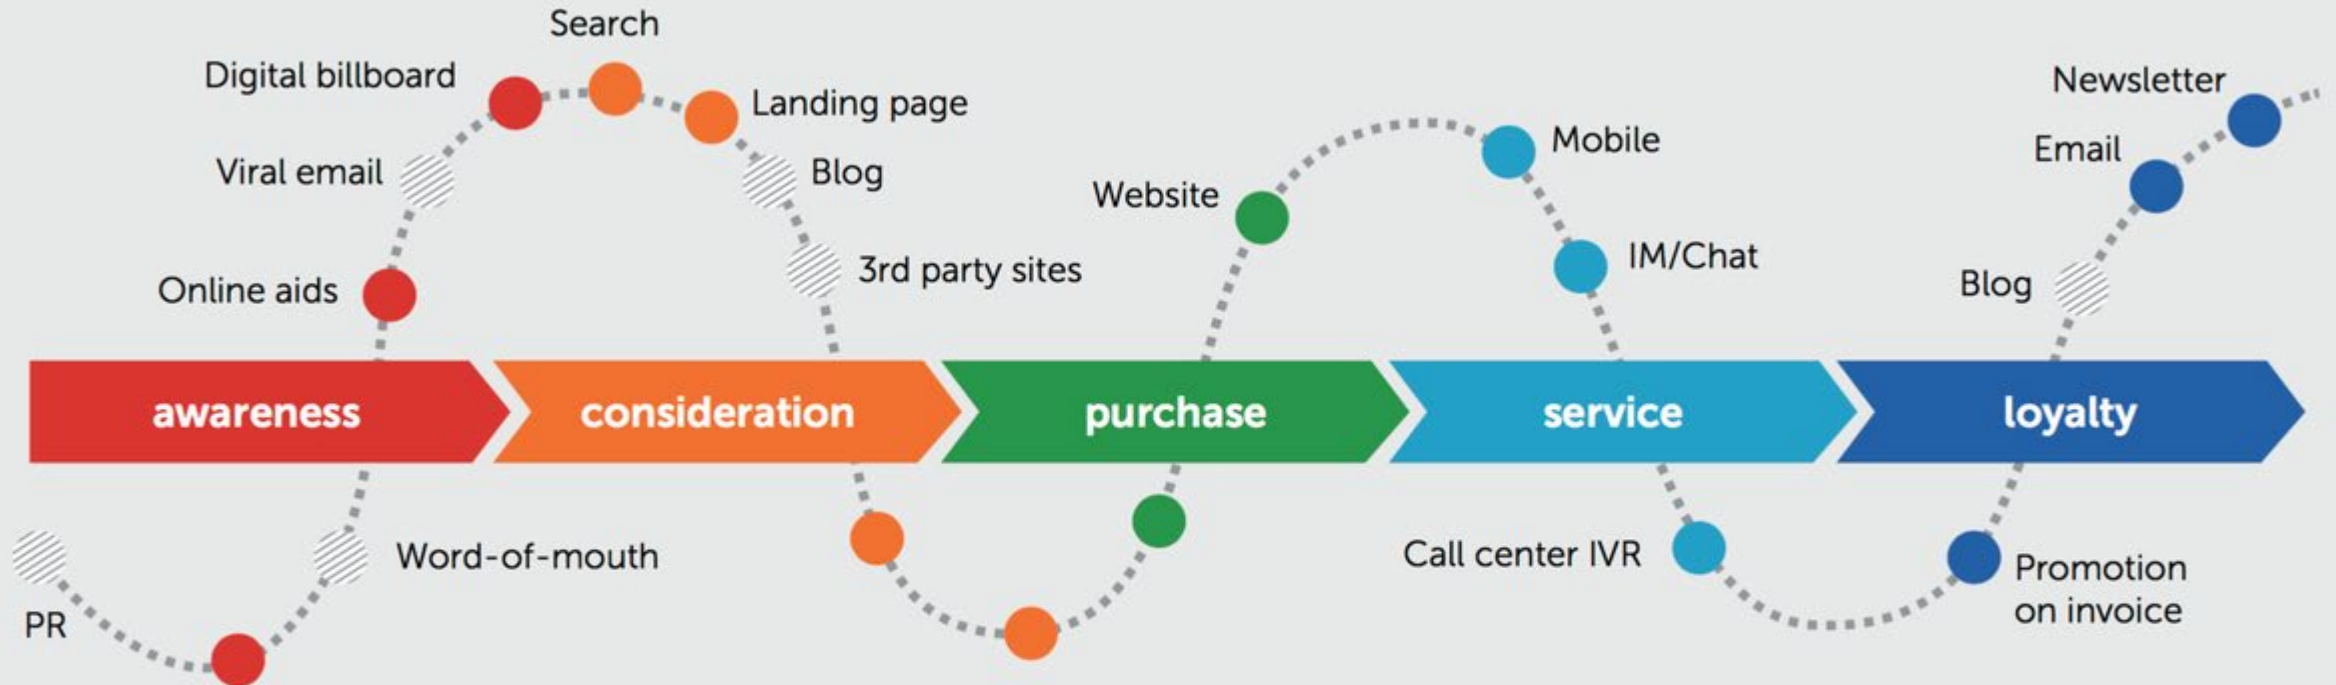 Search
Digital billboard
Landing page
Viral email
Blog
3rd party sites
Online aids
Website
Mobile
IM/Chat
Newsletter
Email
Blog
awareness
consideration
purchase
service
loyalty
PR
Word-of-mouth
Call center IVR
Promotion
on invoice